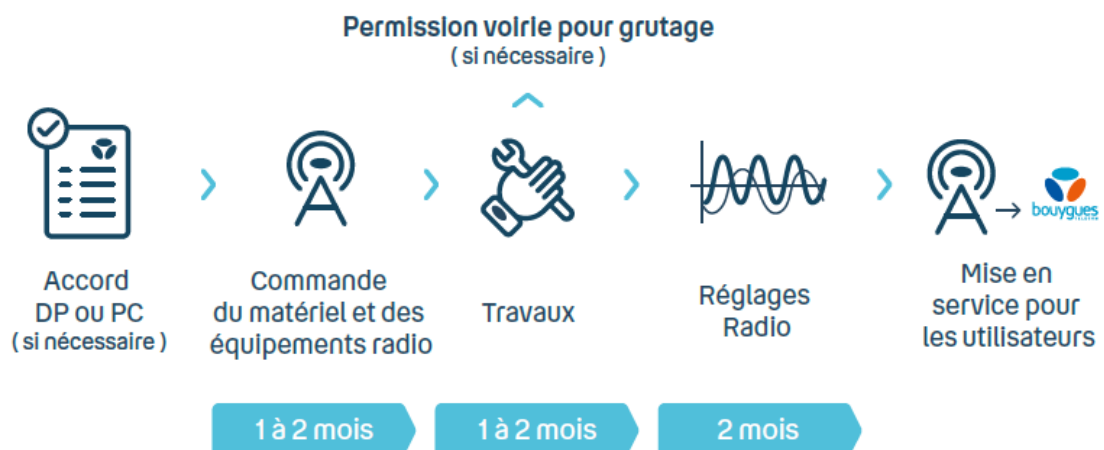 Permission voirie pour grutage
( si nécessaire )
Accord
DP ou PC
( si nécessaire )
Commande
du matériel et des
équipements radio
Travaux
Réglages
Radio
bouygues
TELECOM
Mise en
service pour
les utilisateurs
1 à 2 mois
1 à 2 mois
2 mois